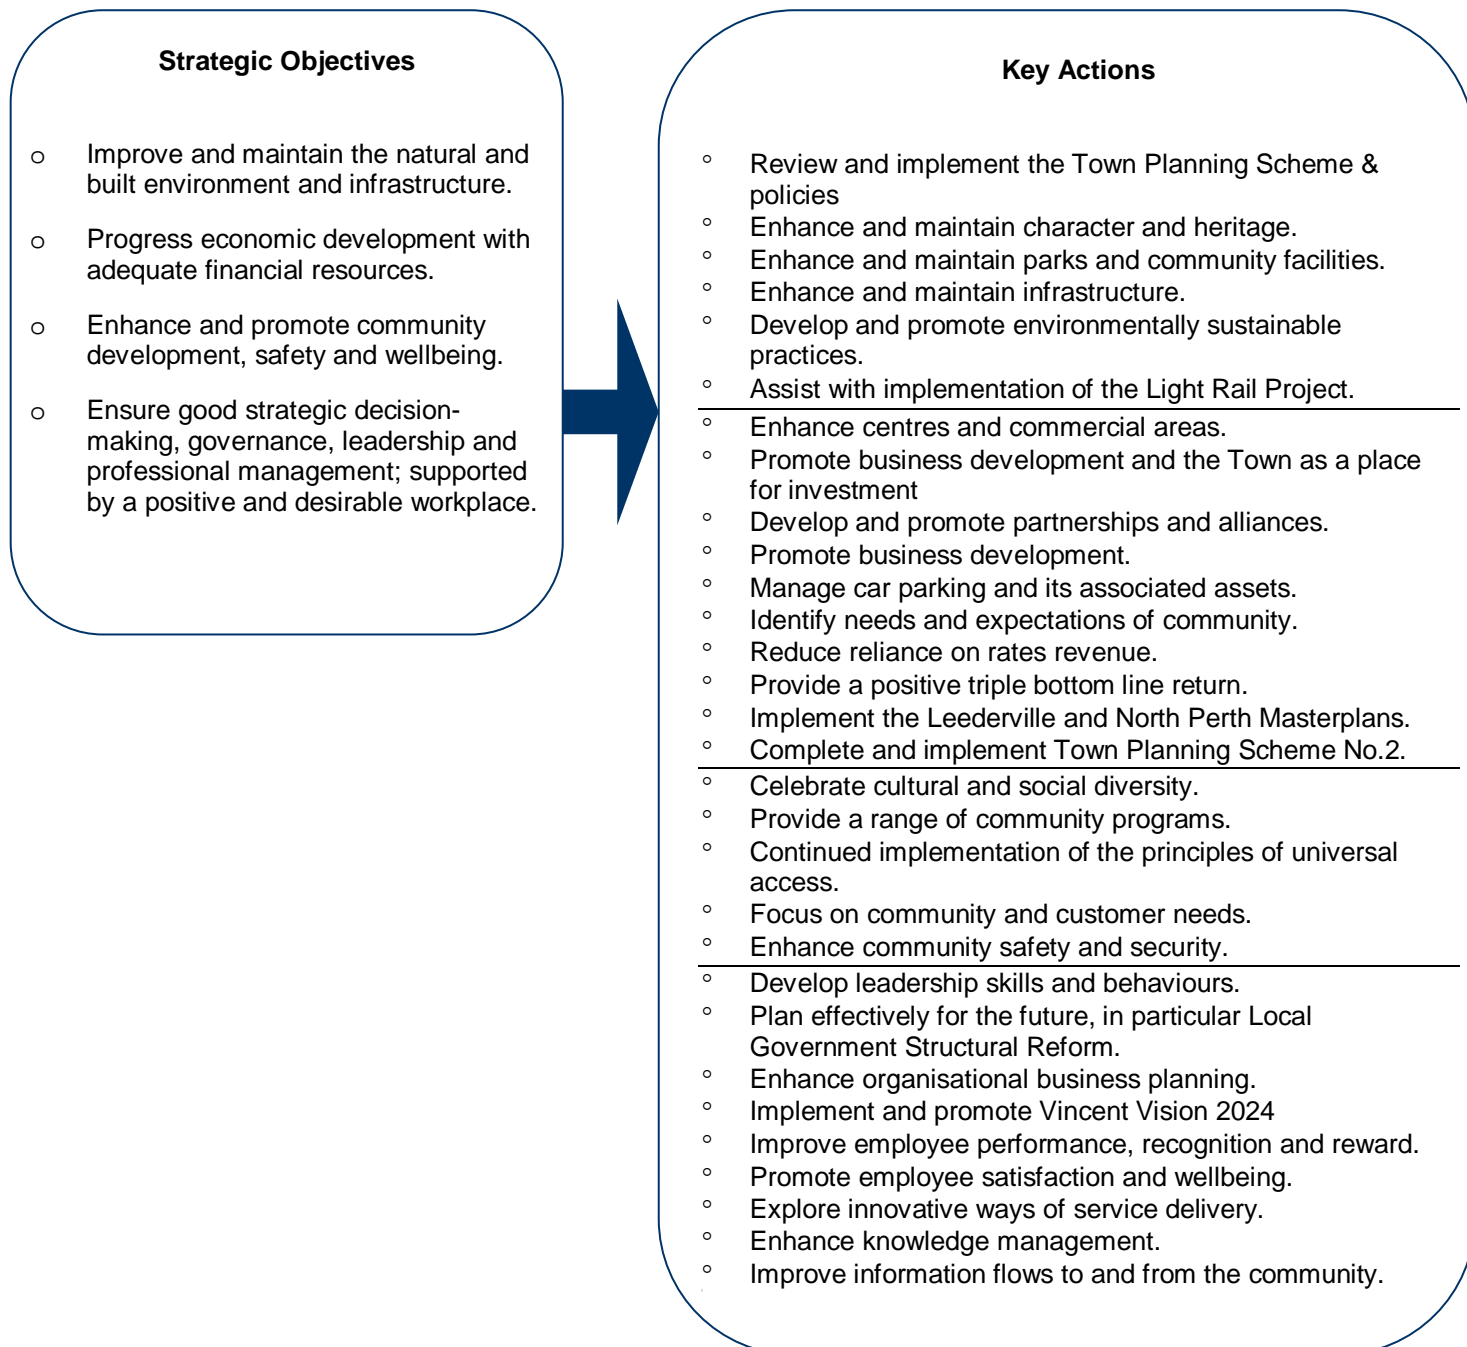 Strategic Objectives
o Improve and maintain the natural and
built environment and infrastructure.
o Progress economic development with
adequate financial resources.
o Enhance and promote community
development, safety and wellbeing.
o Ensure good strategic decision-
making, governance, leadership and
professional management; supported
by a positive and desirable workplace.
Key Actions
° Review and implement the Town Planning Scheme &
policies
° Enhance and maintain character and heritage.
° Enhance and maintain parks and community facilities.
° Enhance and maintain infrastructure.
° Develop and promote environmentally sustainable
practices.
° Assist with implementation of the Light Rail Project.
° Enhance centres and commercial areas.
° Promote business development and the Town as a place
for investment
° Develop and promote partnerships and alliances.
° Promote business development.
° Manage car parking and its associated assets.
° Identify needs and expectations of community.
° Reduce reliance on rates revenue.
° Provide a positive triple bottom line return.
° Implement the Leederville and North Perth Masterplans.
° Complete and implement Town Planning Scheme No.2.
° Celebrate cultural and social diversity.
° Provide a range of community programs.
° Continued implementation of the principles of universal
access.
° Focus on community and customer needs.
° Enhance community safety and security.
° Develop leadership skills and behaviours.
° Plan effectively for the future, in particular Local
Government Structural Reform.
° Enhance organisational business planning.
° Implement and promote Vincent Vision 2024
° Improve employee performance, recognition and reward.
° Promote employee satisfaction and wellbeing.
° Explore innovative ways of service delivery.
° Enhance knowledge management.
° Improve information flows to and from the community.